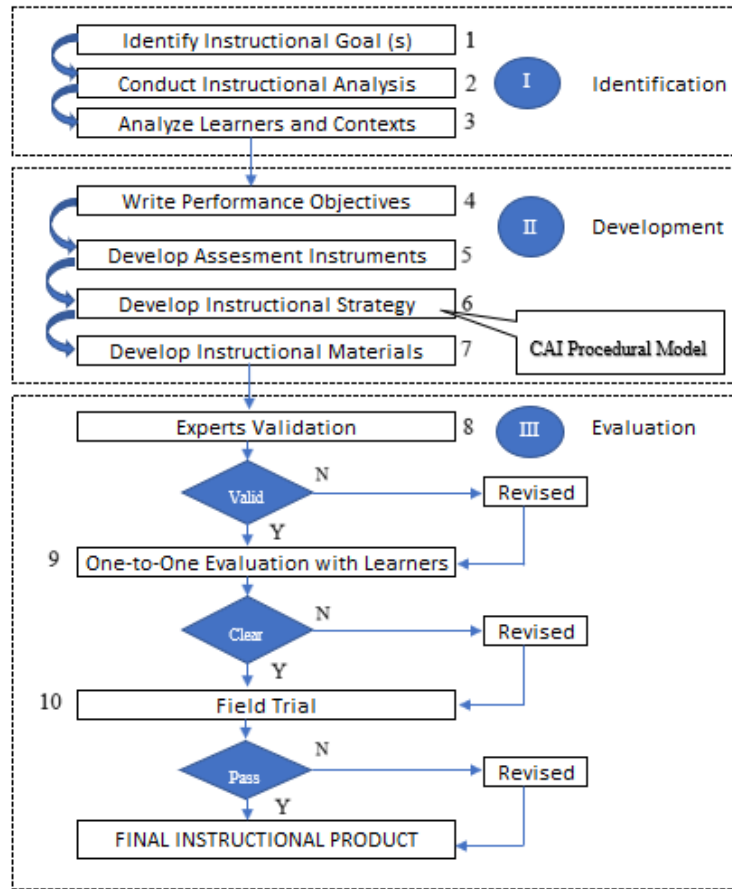 Identify Instructional Goal (s) 1
Conduct Instructional Analysis 2 I Identification
Analyze Learners and Contexts 3
Write Performance Objectives 4
II Development
Develop Assesment Instruments 5
Develop Instructional Strategy 6
CAI Procedural Model
Develop Instructional Materials 7
Experts Validation 8 III Evaluation
N
Valid Revised
Y
9 One-to-One Evaluation with Learners
N
Clear Revised
Y
10 Field Trial
N
Pass Revised
Y
FINAL INSTRUCTIONAL PRODUCT